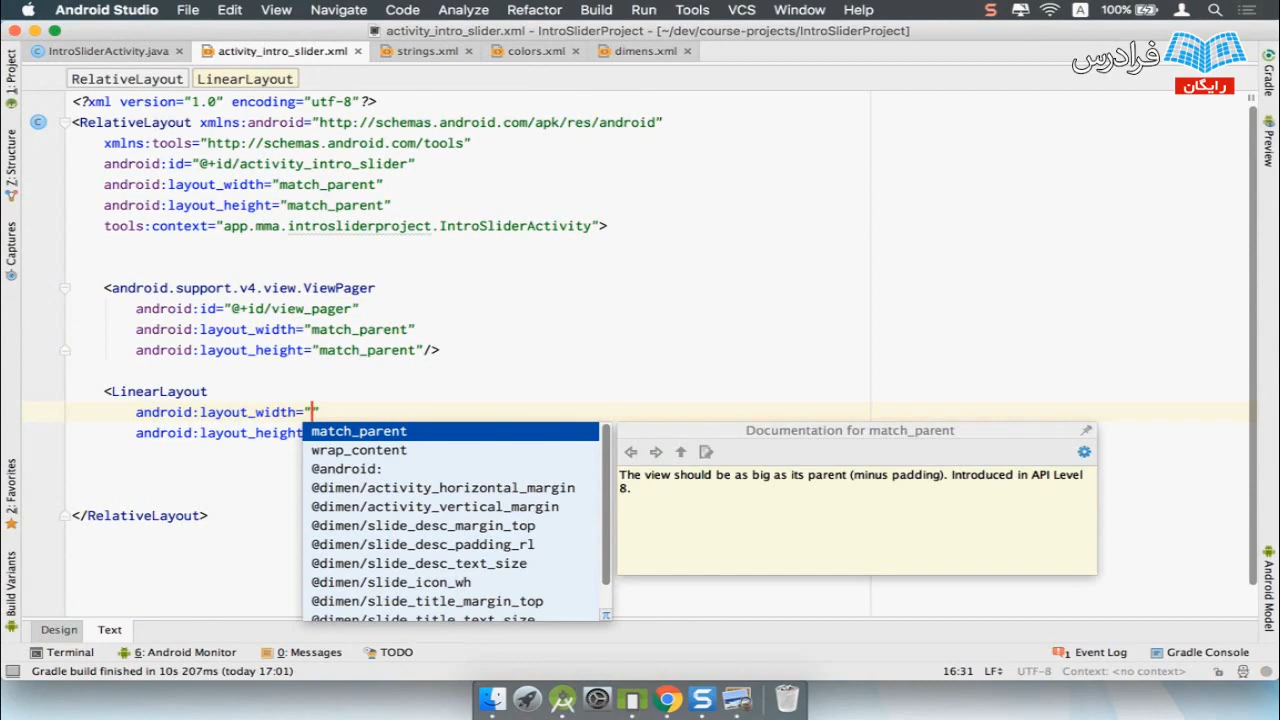 Android Studio File Edit View Navigate Code Analyze Refactor Build Run Tools VCS Window Help S A 100%
activity_intro_slider.xml - IntroSliderProject - [~/dev/course-projects/IntroSliderProject]
IntroSliderActivity.java activity_intro_slider.xml strings.xml colors.xml dimens.xml
فرادرس
رایگان
RelativeLayout LinearLayout
<?xml version="1.0" encoding="utf-8"?>
<RelativeLayout xmlns:android="http://schemas.android.com/apk/res/android"
xmlns:tools="http://schemas.android.com/tools"
android:id="@+id/activity_intro_slider"
android:layout_width="match_parent"
android:layout_height="match_parent"
tools:context="app.mma.introsliderproject.IntroSliderActivity">
<android.support.v4.view.ViewPager
android:id="@+id/view_pager"
android:layout_width="match_parent"
android:layout_height="match_parent"/>
<LinearLayout
android:layout_width=""
android:layout_height
</RelativeLayout>
match_parent
wrap_content
@android:
@dimen/activity_horizontal_margin
@dimen/activity_vertical_margin
@dimen/slide_desc_margin_top
@dimen/slide_desc_padding_rl
@dimen/slide_desc_text_size
@dimen/slide_icon_wh
@dimen/slide_title_margin_top
@dimen/slide_title_text_size
π
Documentation for match_parent
The view should be as big as its parent (minus padding). Introduced in API Level
8.
1: Project
Z: Structure
Captures
2: Favorites
Build Variants
Gradle
Preview
Android Model
Design Text
Terminal 6: Android Monitor 0: Messages TODO 1 Event Log Gradle Console
Gradle build finished in 10s 207ms (today 17:01) 16:31 LF÷ UTF-8 Context: <no context>